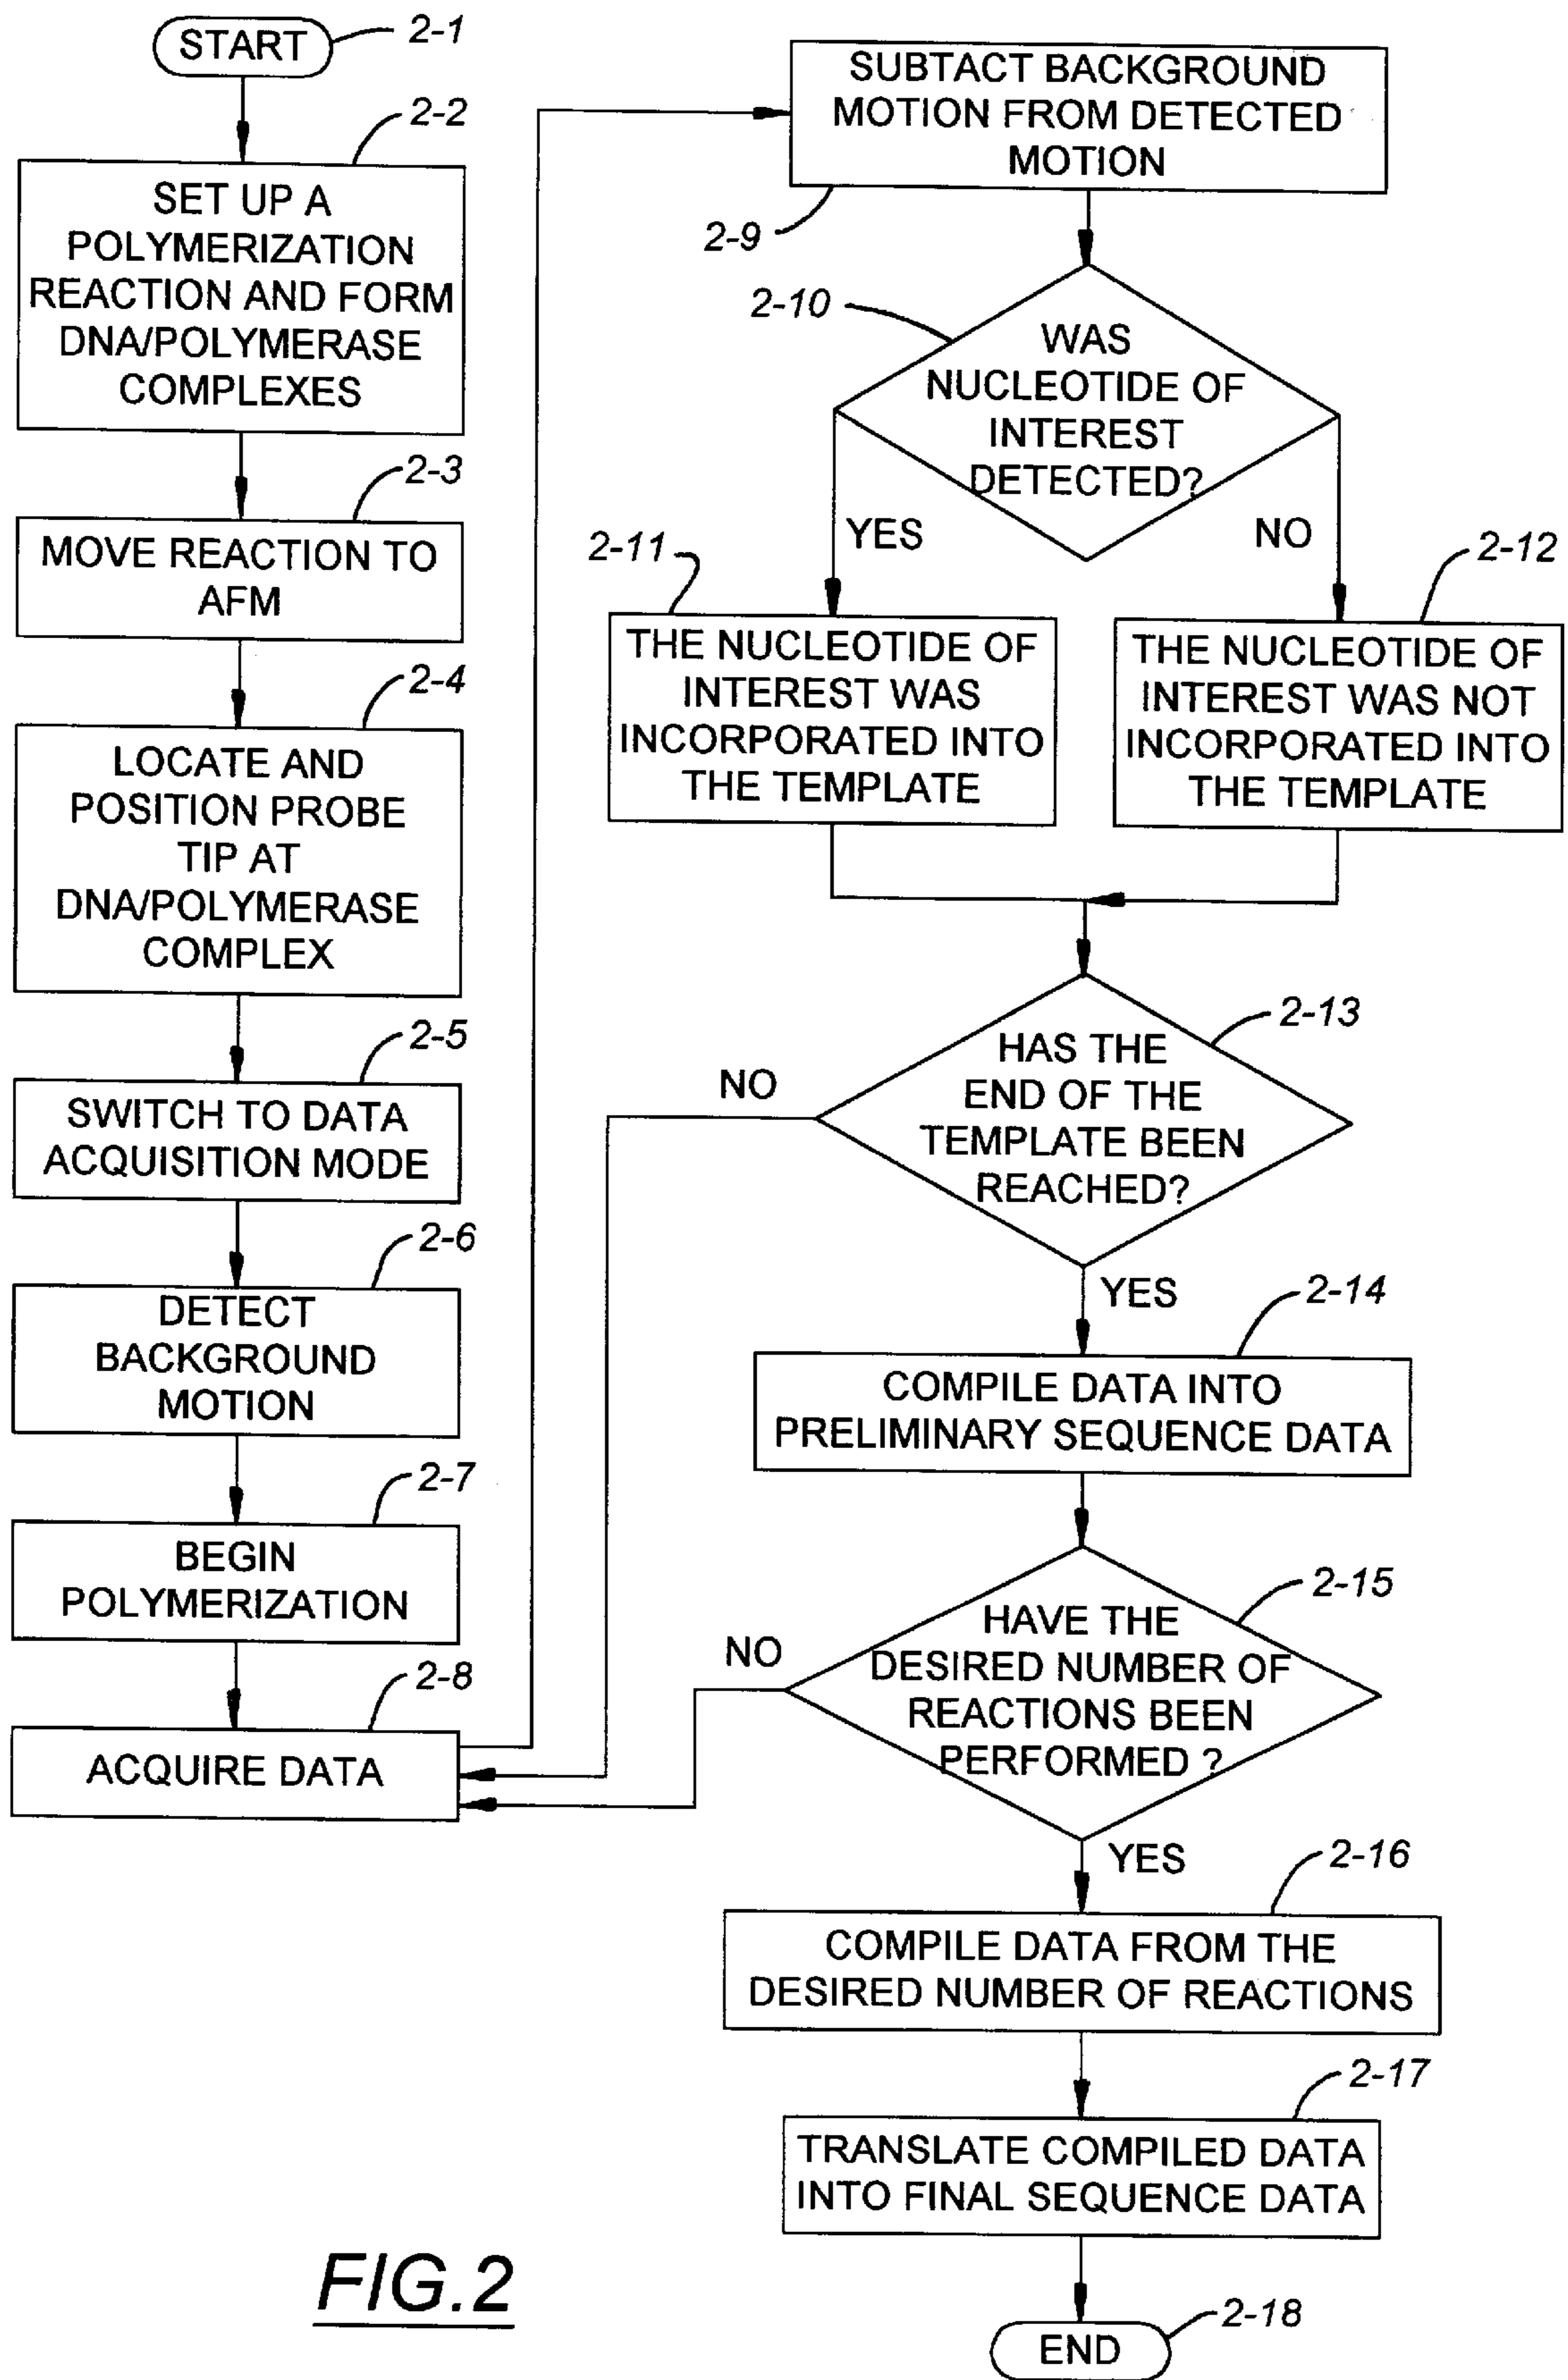 START
2-1
2-2
SET UP A
POLYMERIZATION
REACTION AND FORM
DNA/POLYMERASE
COMPLEXES
2-3
MOVE REACTION TO
AFM
2-4
LOCATE AND
POSITION PROBE
TIP AT
DNA/POLYMERASE
COMPLEX
2-5
SWITCH TO DATA
ACQUISITION MODE
2-6
DETECT
BACKGROUND
MOTION
2-7
BEGIN
POLYMERIZATION
2-8
ACQUIRE DATA
SUBTACT BACKGROUND
MOTION FROM DETECTED
MOTION
2-9
2-10
WAS
NUCLEOTIDE OF
INTEREST
DETECTED?
YES
NO
2-11
THE NUCLEOTIDE OF
INTEREST WAS
INCORPORATED INTO
THE TEMPLATE
2-12
THE NUCLEOTIDE OF
INTEREST WAS NOT
INCORPORATED INTO
THE TEMPLATE
2-13
HAS THE
END OF THE
TEMPLATE BEEN
REACHED?
NO
YES
2-14
COMPILE DATA INTO
PRELIMINARY SEQUENCE DATA
2-15
HAVE THE
DESIRED NUMBER OF
REACTIONS BEEN
PERFORMED ?
NO
YES
2-16
COMPILE DATA FROM THE
DESIRED NUMBER OF REACTIONS
2-17
TRANSLATE COMPILED DATA
INTO FINAL SEQUENCE DATA
2-18
END
FIG.2